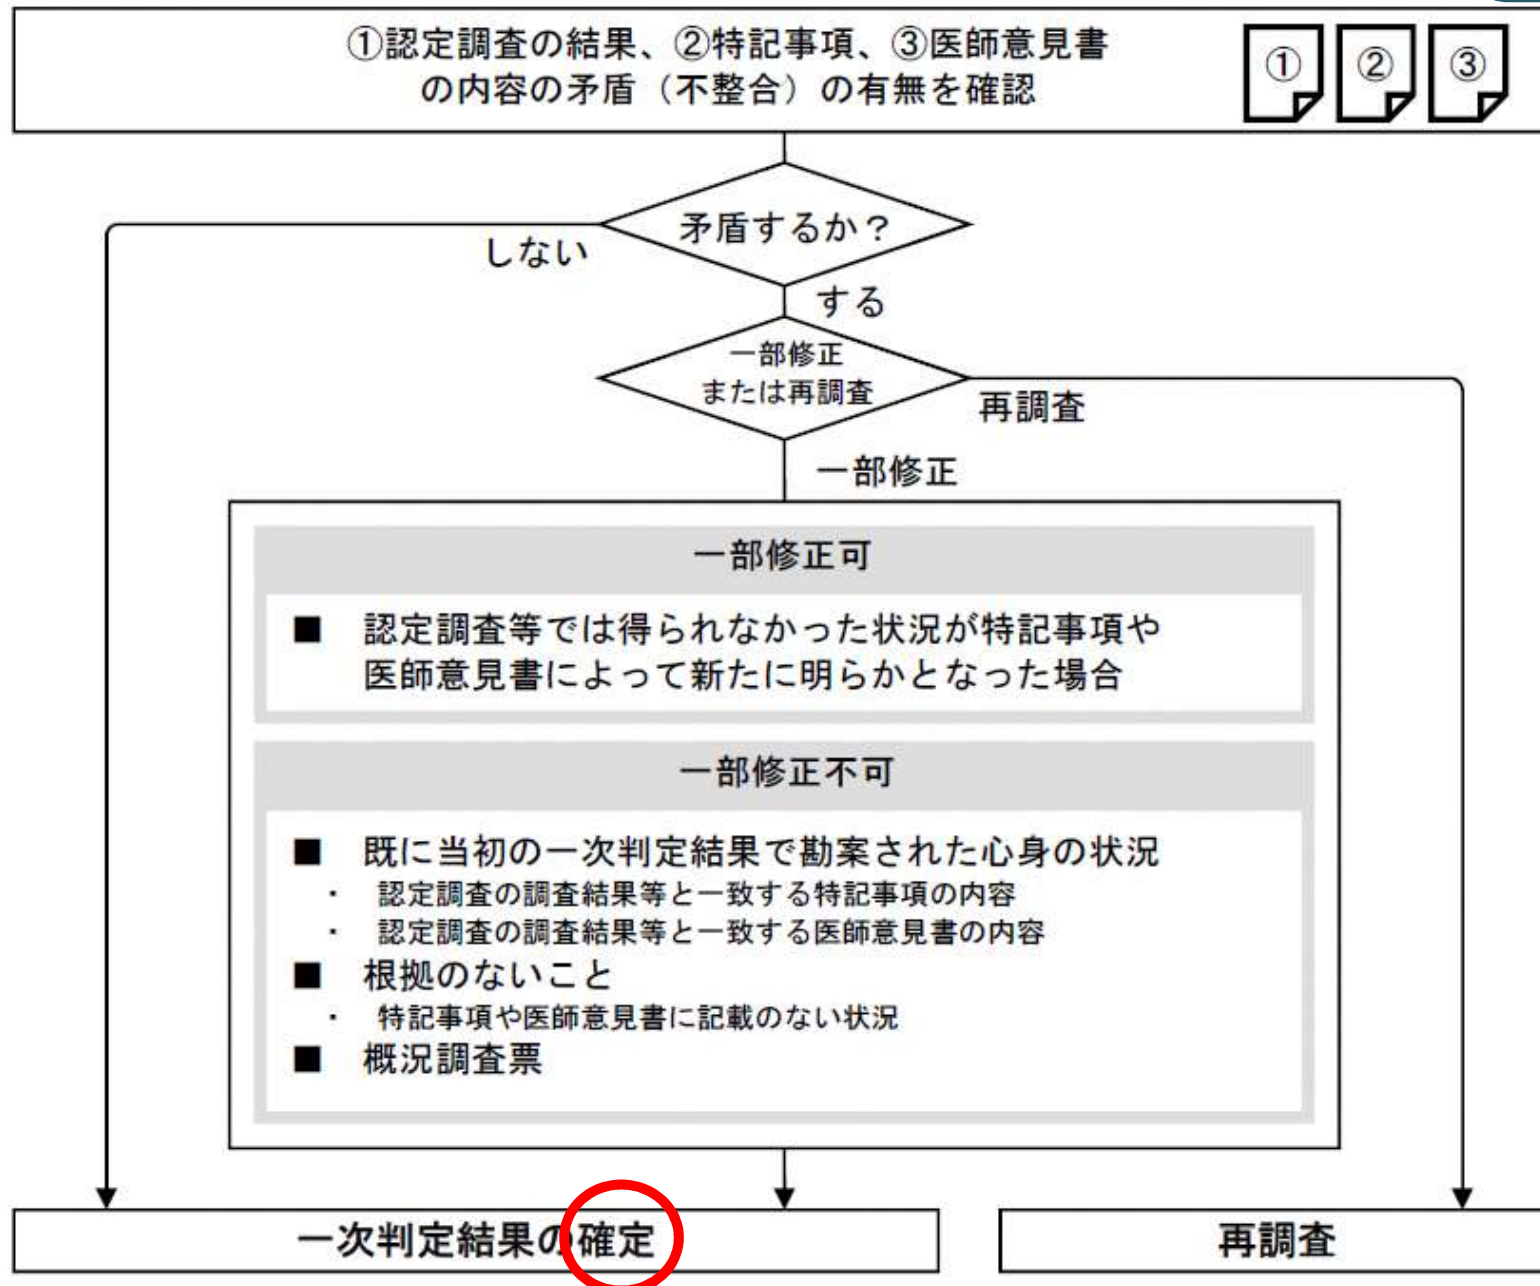 ①認定調査の結果、②特記事項、③医師意見書
の内容の矛盾（不整合）の有無を確認
① ② ③
矛盾するか？
しない
する
一部修正
または再調査
再調査
一部修正
一部修正可
■ 認定調査等では得られなかった状況が特記事項や
医師意見書によって新たに明らかとなった場合
一部修正不可
■ 既に当初の一次判定結果で勘案された心身の状況
・ 認定調査の調査結果等と一致する特記事項の内容
・ 認定調査の調査結果等と一致する医師意見書の内容
■ 根拠のないこと
・ 特記事項や医師意見書に記載のない状況
■ 概況調査票
一次判定結果の確定
再調査